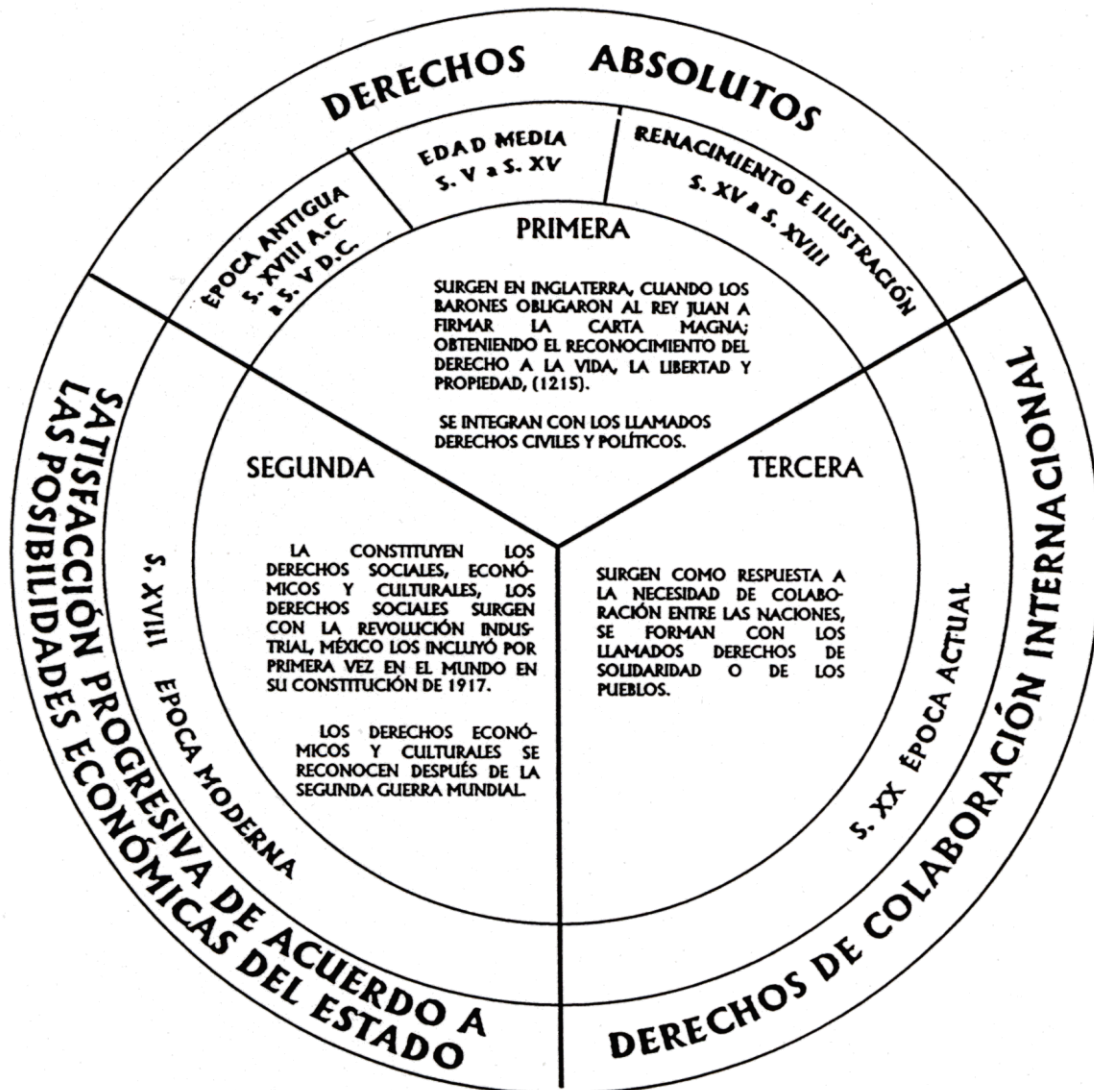 DERECHOS ABSOLUTOS
ÉPOCA ANTIGUA
S. XVIII A.C.
a S. V D.C.
EDAD MEDIA
S. V a S. XV
RENACIMIENTO E ILUSTRACIÓN
S. XV a S. XVIII
PRIMERA
SURGEN EN INGLATERRA, CUANDO LOS
BARONES OBLIGARON AL REY JUAN A
FIRMAR LA CARTA MAGNA;
OBTENIENDO EL RECONOCIMIENTO DEL
DERECHO A LA VIDA, LA LIBERTAD Y
PROPIEDAD, (1215).
SE INTEGRAN CON LOS LLAMADOS
DERECHOS CIVILES Y POLÍTICOS.
SEGUNDA
LA CONSTITUYEN LOS
DERECHOS SOCIALES, ECONÓ-
MICOS Y CULTURALES, LOS
DERECHOS SOCIALES SURGEN
CON LA REVOLUCIÓN INDUS-
TRIAL, MÉXICO LOS INCLUYÓ POR
PRIMERA VEZ EN EL MUNDO EN
SU CONSTITUCIÓN DE 1917.
LOS DERECHOS ECONÓ-
MICOS Y CULTURALES SE
RECONOCEN DESPUÉS DE LA
SEGUNDA GUERRA MUNDIAL.
S. XVIII EPOCA MODERNA
SATISFACCIÓN PROGRESIVA DE ACUERDO A
LAS POSIBILIDADES ECONÓMICAS DEL ESTADO
TERCERA
SURGEN COMO RESPUESTA A
LA NECESIDAD DE COLABO-
RACIÓN ENTRE LAS NACIONES,
SE FORMAN CON LOS
LLAMADOS DERECHOS DE
SOLIDARIDAD O DE LOS
PUEBLOS.
S. XX ÉPOCA ACTUAL
DERECHOS DE COLABORACIÓN INTERNACIONAL